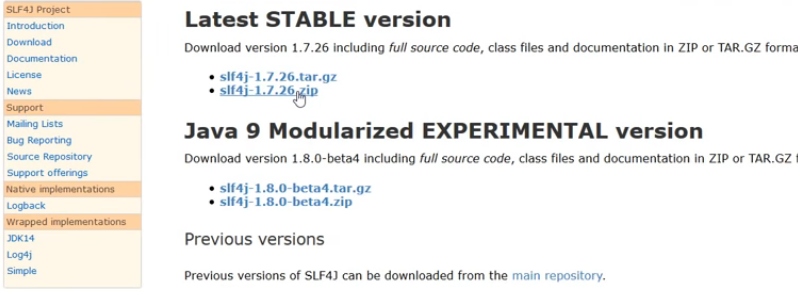 SLF4J Project
Introduction
Download
Documentation
License
News
Support
Mailing Lists
Bug Reporting
Source Repository
Support offerings
Native implementations
Logback
Wrapped implementations
JDK14
Log4j
Simple
Latest STABLE version
Download version 1.7.26 including full source code, class files and documentation in ZIP or TAR.GZ forma
• slf4j-1.7.26.tar.gz
• slf4j-1.7.26.zip
Java 9 Modularized EXPERIMENTAL version
Download version 1.8.0-beta4 including full source code, class files and documentation in ZIP or TAR.GZ f
• slf4j-1.8.0-beta4.tar.gz
• slf4j-1.8.0-beta4.zip
Previous versions
Previous versions of SLF4J can be downloaded from the main repository.